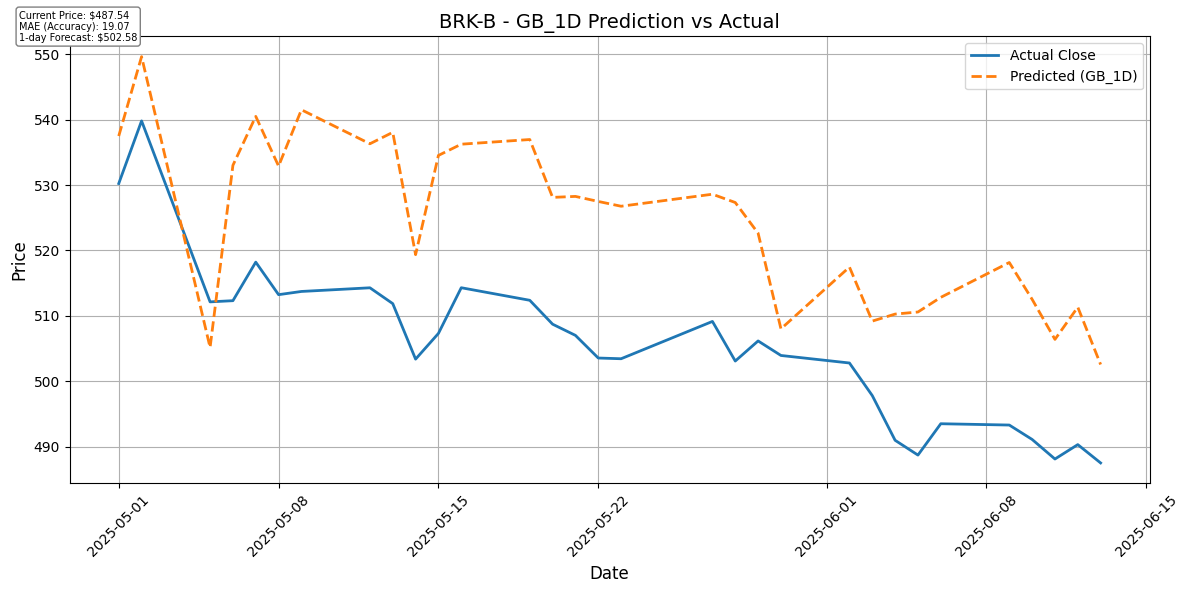 Current Price: $487.54
MAE (Accuracy): 19.07
1-day Forecast: $502.58
BRK-B - GB_1D Prediction vs Actual
Actual Close
Predicted (GB_1D)
Price
550
540
530
520
510
500
490
2025-05-01
2025-05-08
2025-05-15
2025-05-22
2025-06-01
2025-06-08
2025-06-15
Date